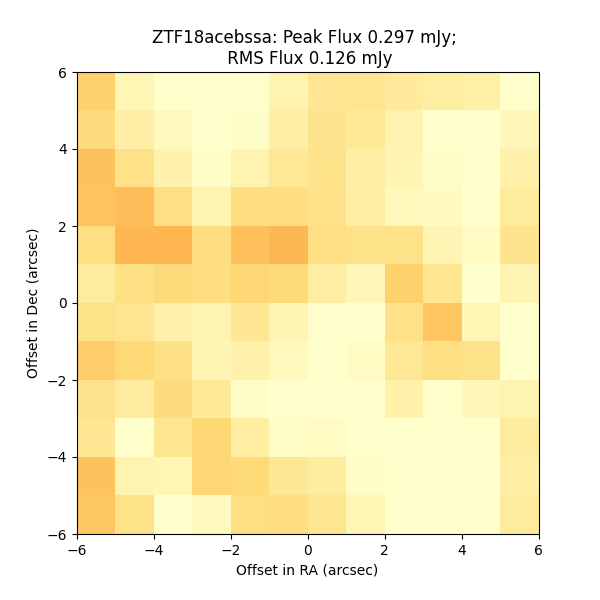 ZTF18acebssa: Peak Flux 0.297 mJy;
RMS Flux 0.126 mJy
6
4
2
0
−2
−4
−6
Offset in Dec (arcsec)
−6 −4 −2 0 2 4 6
Offset in RA (arcsec)